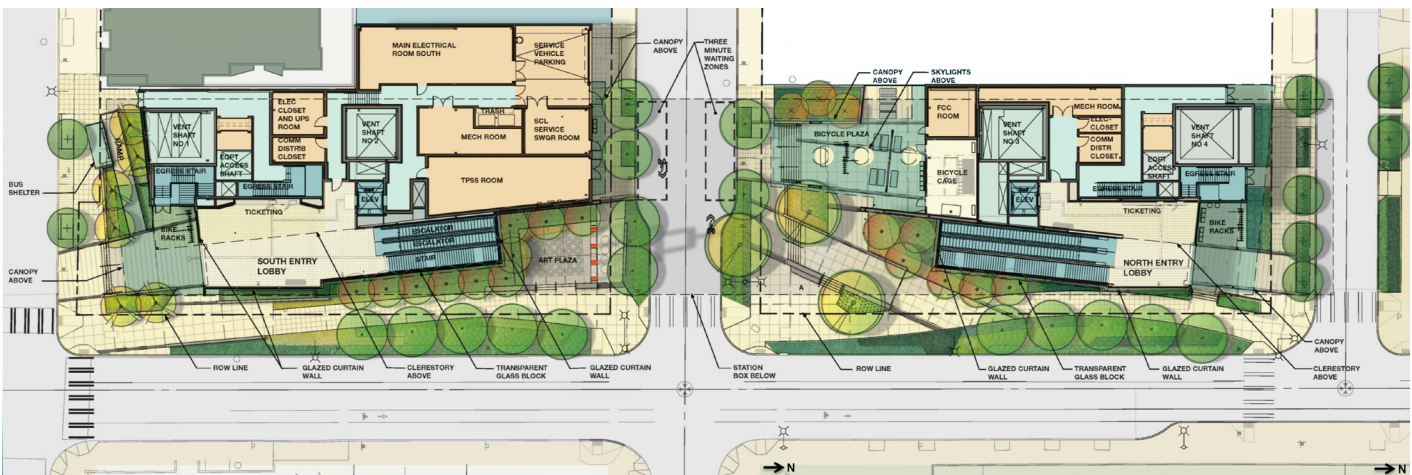 MAIN ELECTRICAL
ROOM SOUTH
SERVICE
VEHICLE
PARKING
CANOPY
ABOVE
THREE
MINUTE
WAITING
ZONES
ELEC
CLOSET
AND UPS
ROOM
TRASH
VENT
SHAFT
NO 1
VENT
SHAFT
NO 2
COMM
DISTRB
CLOSET
MECH ROOM
SCL
SERVICE
SWGR ROOM
RAMP
EQPT
ACCESS
SHAFT
BUS
SHELTER
EGRESS STAIR
EGRESS STAIR
TPSS ROOM
ELEV
TICKETING
BIKE
RACKS
ESCALATOR
ESCALATOR
STAIR
SOUTH ENTRY
LOBBY
ART PLAZA
CANOPY
ABOVE
ROW LINE
GLAZED CURTAIN
WALL
CLERESTORY
ABOVE
TRANSPARENT
GLASS BLOCK
GLAZED CURTAIN
WALL
STATION
BOX BELOW
CANOPY
ABOVE
SKYLIGHTS
ABOVE
BICYCLE PLAZA
FCC
ROOM
BICYCLE
CAGE
VENT
SHAFT
NO 3
MECH ROOM
ELEC-
CLOSET
COMM
DISTR
CLOSET
VENT
SHAFT
NO 4
EQPT
ACCESS
SHAFT
EGRESS STAIR
EGRESS STAIR
ELEV
TICKETING
BIKE
RACKS
NORTH ENTRY
LOBBY
A
ROW LINE
GLAZED CURTAIN
WALL
TRANSPARENT
GLASS BLOCK
GLAZED CURTAIN
WALL
CANOPY
ABOVE
CLERESTORY
ABOVE
N
N